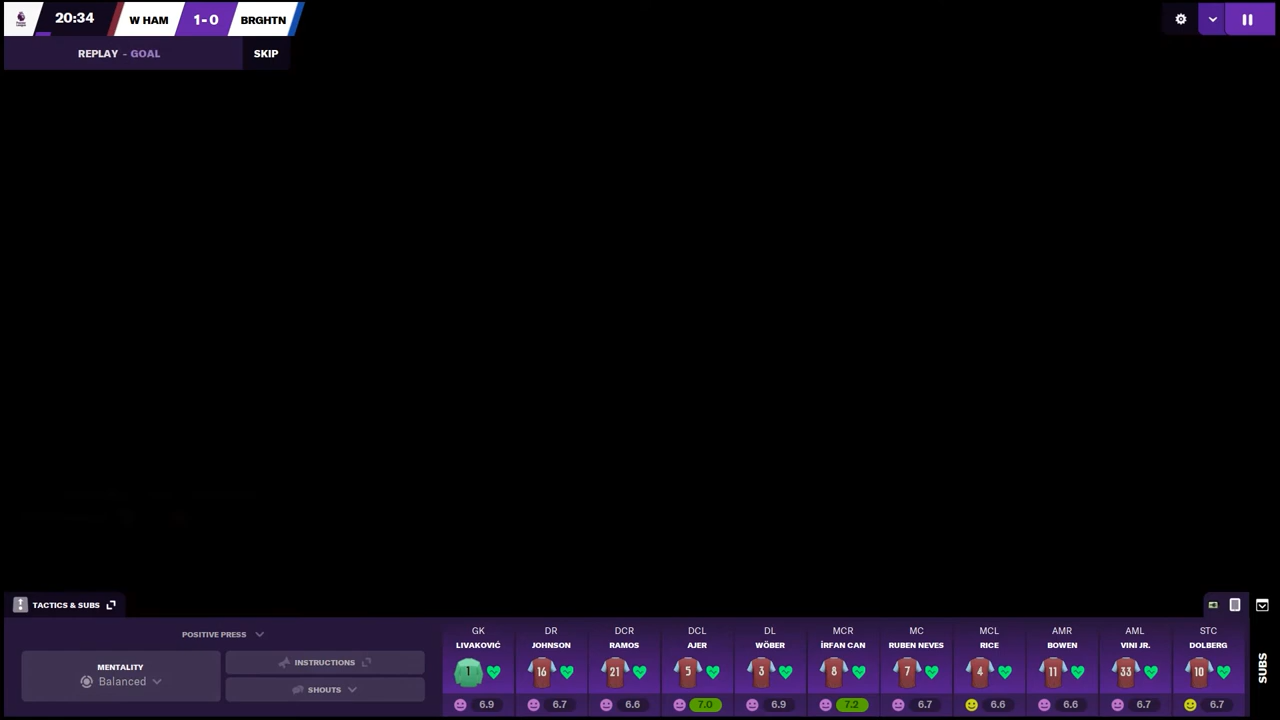 20:34 W HAM 1 - 0 BRGHTN
REPLAY - GOAL SKIP
TACTICS & SUBS
POSITIVE PRESS
MENTALITY
Balanced
INSTRUCTIONS
SHOUTS
GK DR DCR DCL DL MCR MC MCL AMR AML STC
LIVAKOVIĆ JOHNSON RAMOS AJER WÖBER İRFAN CAN RUBEN NEVES RICE BOWEN VINI JR. DOLBERG
1 16 21 5 3 8 7 4 11 33 10
6.9 6.7 6.6 7.0 6.9 7.2 6.7 6.6 6.6 6.7 6.7
SUBS